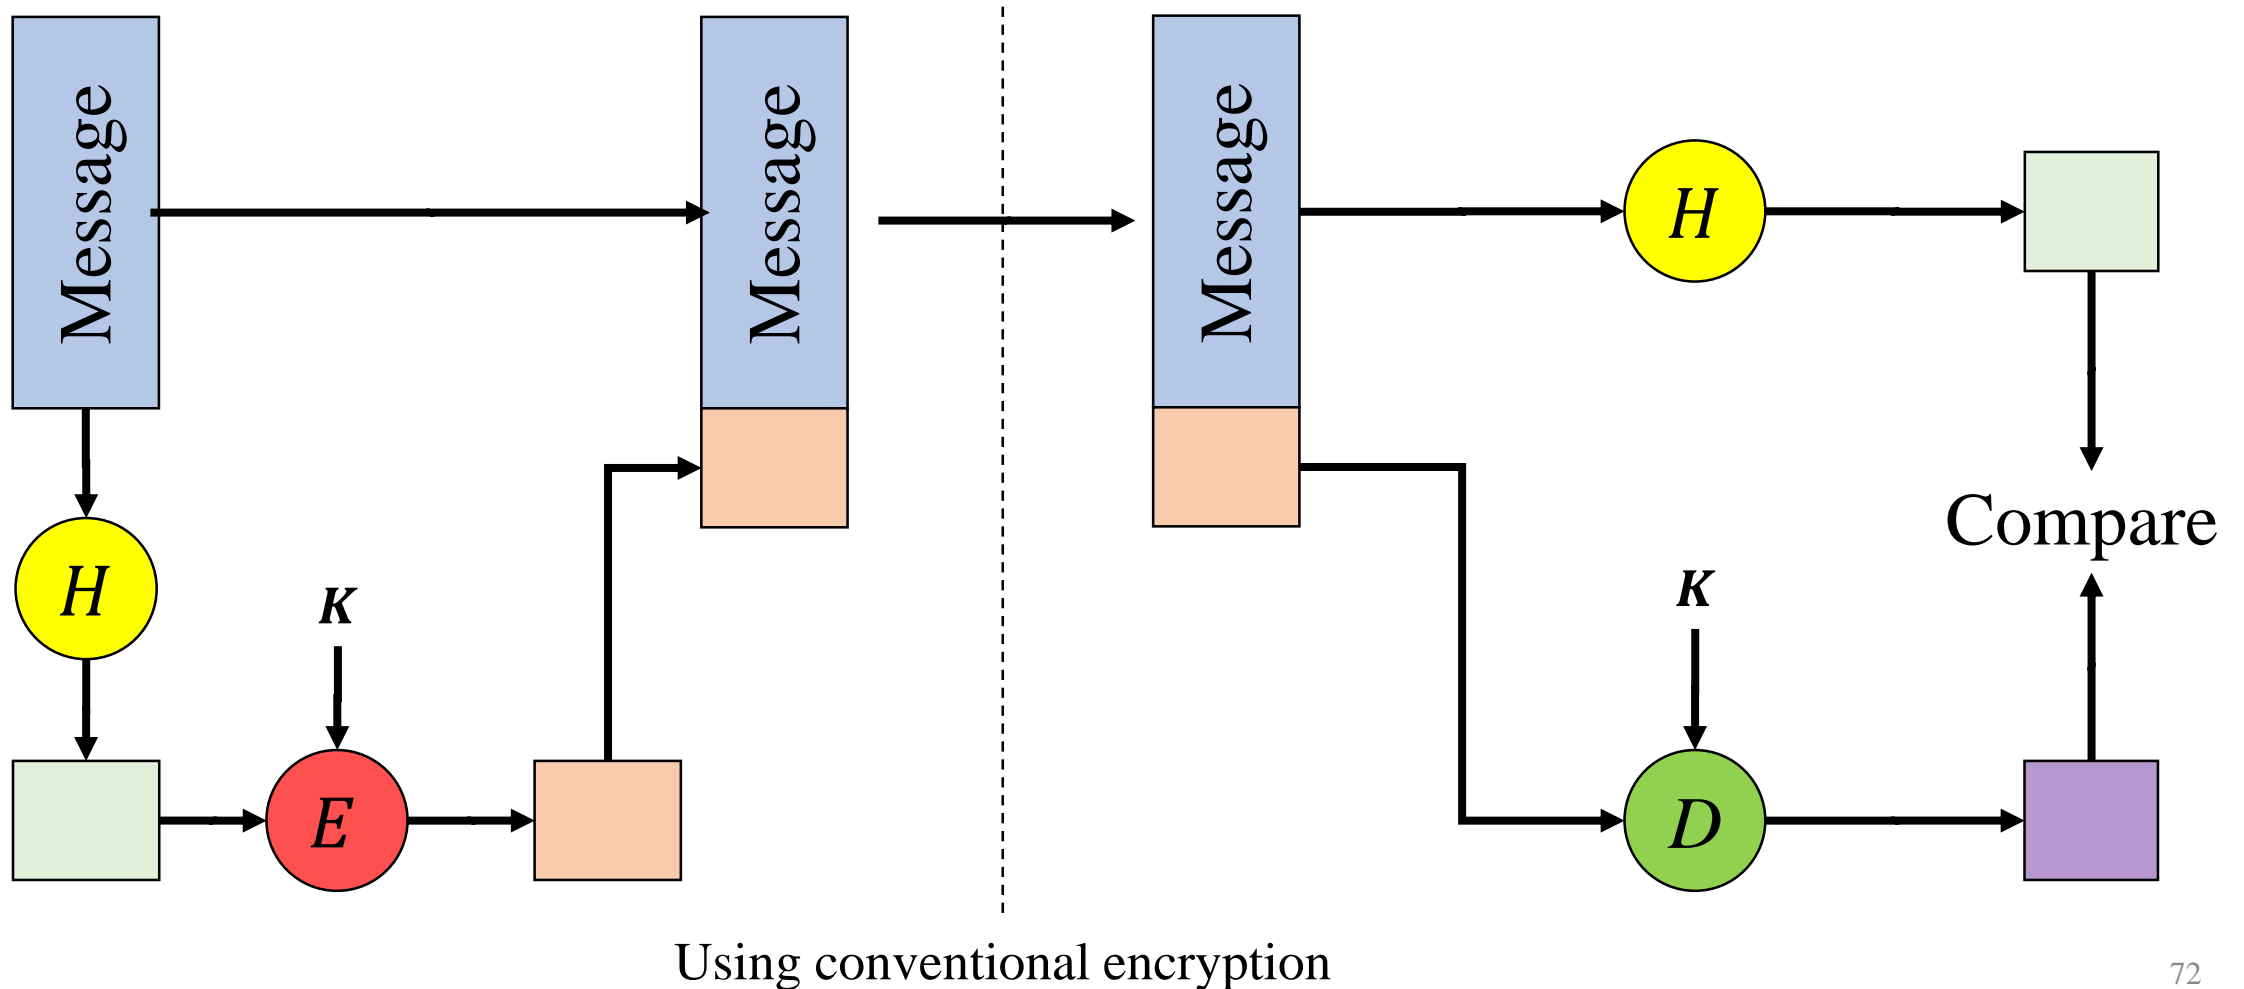 Message
Message
Message
H
Compare
H
K
K
E
D
Using conventional encryption
72